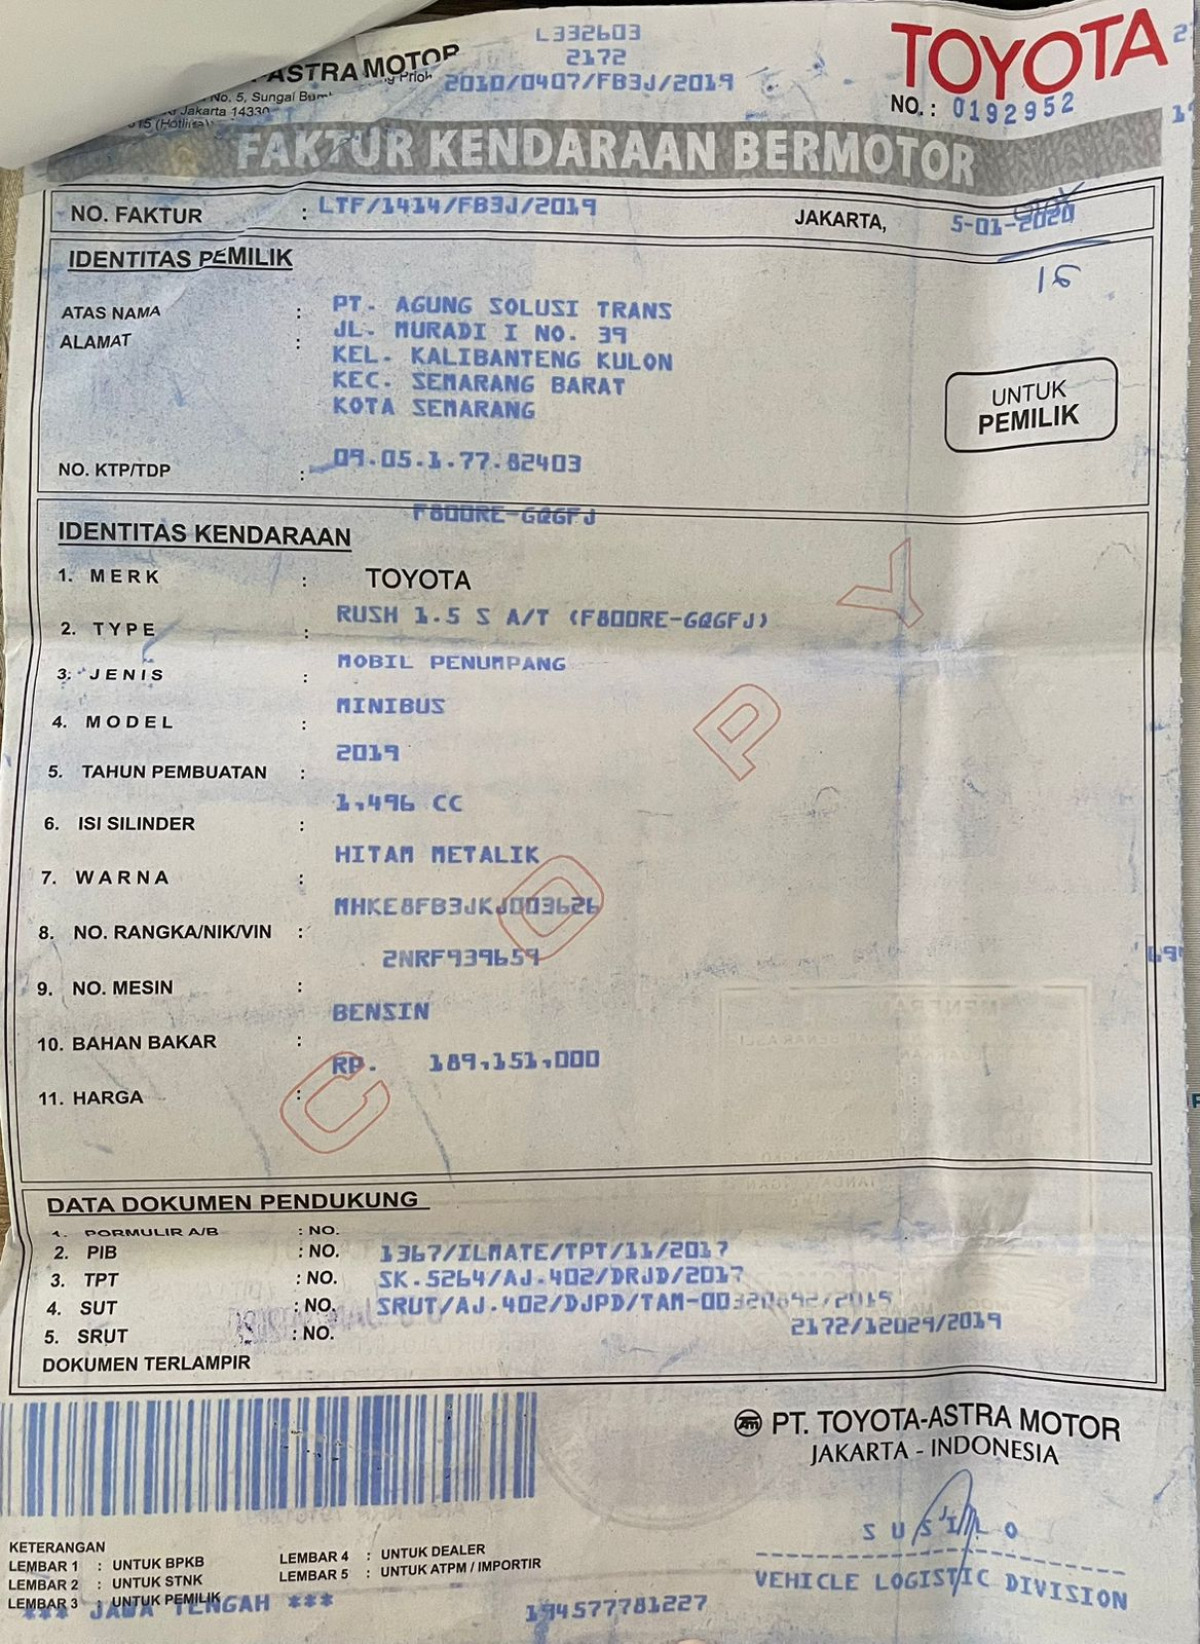 L332603
2172
2010/0407/FB3J/2019
ASTRA MOTOR
No. 5, Sungai
Jakarta 14330
TOYOTA
NO.: 0192952
FAKTUR KENDARAAN BERMOTOR
NO. FAKTUR : LTF/1414/FB3J/2019 JAKARTA, 5-01-2020
IDENTITAS PEMILIK
ATAS NAMA : PT. AGUNG SOLUSI TRANS
ALAMAT : JL. MURADI I NO. 39
KEL. KALIBANTENG KULON
KEC. SEMARANG BARAT
KOTA SEMARANG
UNTUK
PEMILIK
NO. KTP/TDP : 09.05.1.77.82403
F800RE-GQGFJ
IDENTITAS KENDARAAN
1. MERK : TOYOTA
2. TYPE : RUSH 1.5 S A/T (F800RE-GQGFJ)
3. JENIS : MOBIL PENUMPANG
4. MODEL : MINIBUS
5. TAHUN PEMBUATAN : 2019
6. ISI SILINDER : 1,496 CC
7. WARNA : HITAM METALIK
8. NO. RANGKA/NIK/VIN : MHKE8FB3JKJ003626
9. NO. MESIN : 2NRF939659
10. BAHAN BAKAR : BENSIN
11. HARGA : RP. 189,151,000
COPY
DATA DOKUMEN PENDUKUNG
1. FORMULIR A/B : NO.
2. PIB : NO. 1367/ILMATE/TPT/11/2017
3. TPT : NO. SK.5264/AJ.402/DRJD/2017
4. SUT : NO. SRUT/AJ.402/DJPD/TAM-00320692/2019
5. SRUT : NO. 2172/12029/2019
DOKUMEN TERLAMPIR
PT. TOYOTA-ASTRA MOTOR
JAKARTA - INDONESIA
SUSILO
VEHICLE LOGISTIC DIVISION
KETERANGAN
LEMBAR 1 : UNTUK BPKB
LEMBAR 2 : UNTUK STNK
LEMBAR 3 : UNTUK PEMILIK
LEMBAR 4 : UNTUK DEALER
LEMBAR 5 : UNTUK ATPM / IMPORTIR
*** JAWA TENGAH ***
194577781227